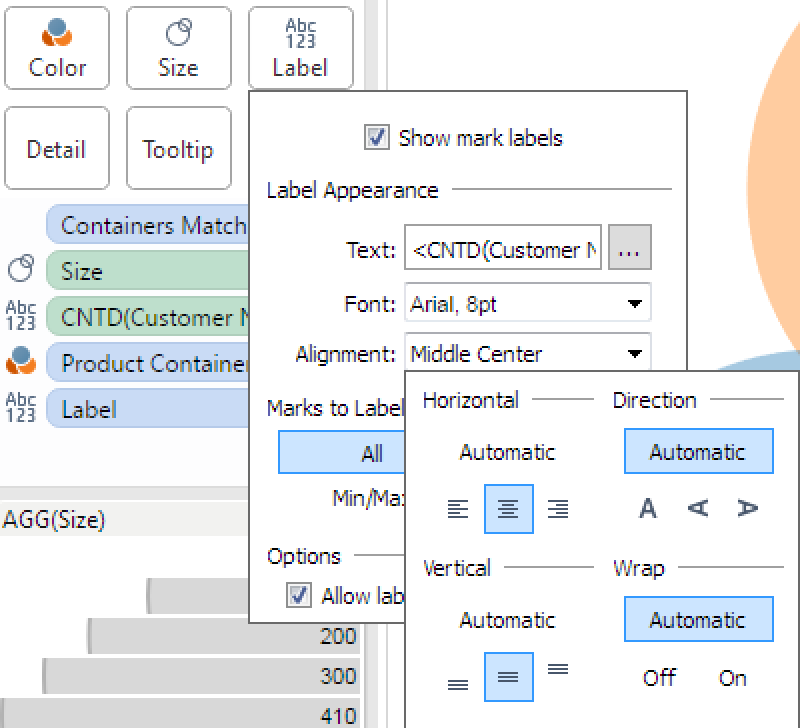 Abc
123
Color
Size
Label
Detail
Tooltip
Show mark labels
Label Appearance
Containers Match
Text:
<CNTD(Customer N
...
Size
Abc
123
CNTD(Customer N
Font:
Arial, 8pt
Product Container
Alignment:
Middle Center
Abc
123
Label
Marks to Label
All
Min/Max
Horizontal
Direction
Automatic
Automatic
A
A
A
AGG(Size)
Options
Allow lab
Vertical
Wrap
Automatic
Automatic
Off
On
200
300
410